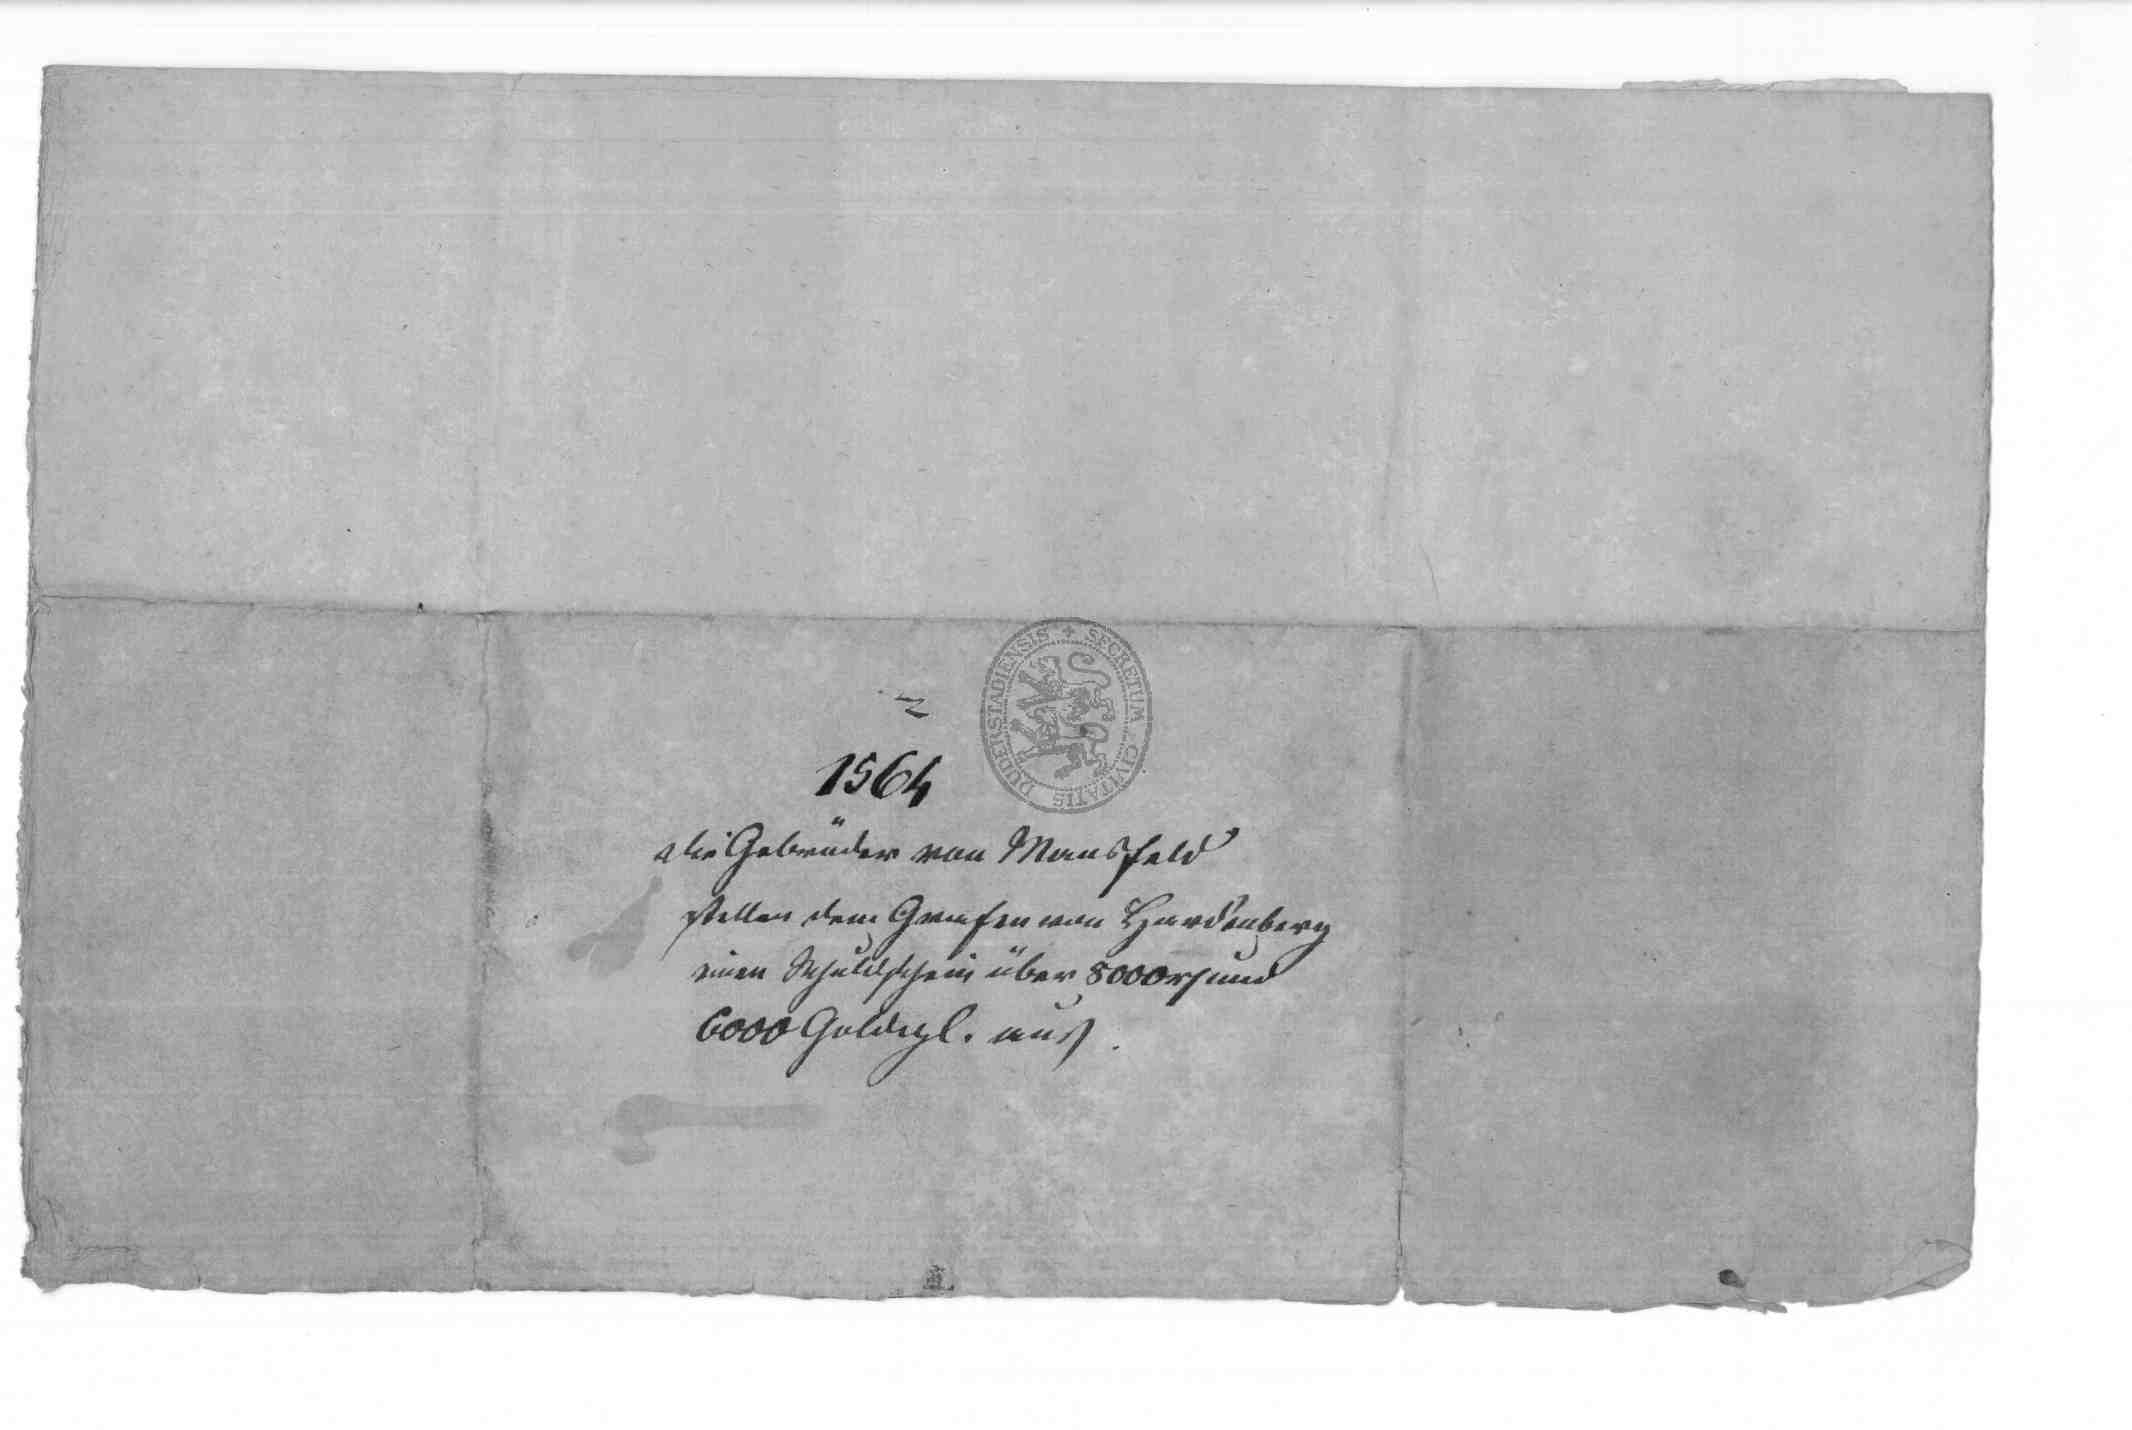 SECRETUM CIVITATIS DUDERSTADIENSIS
1564
die Gebrüder von Mansfeld
stellen dem Grafen von Hardenberg
einen Schuldschein über 8000 und
6000 Goldgl. aus.